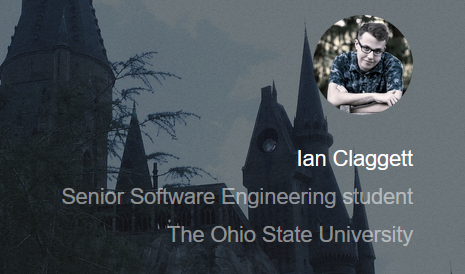 Ian Claggett
Senior Software Engineering student
The Ohio State University